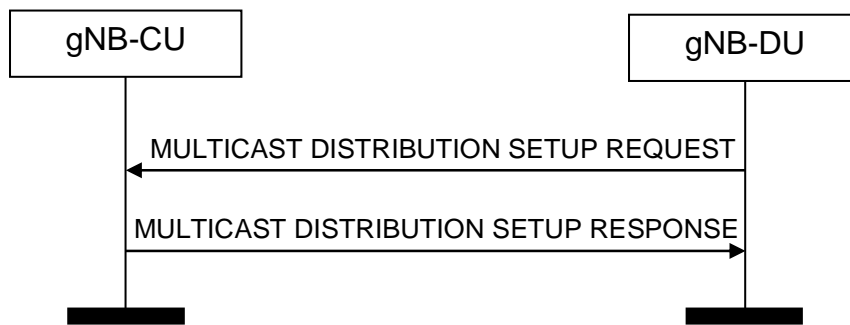 gNB-CU
gNB-DU
MULTICAST DISTRIBUTION SETUP REQUEST
MULTICAST DISTRIBUTION SETUP RESPONSE